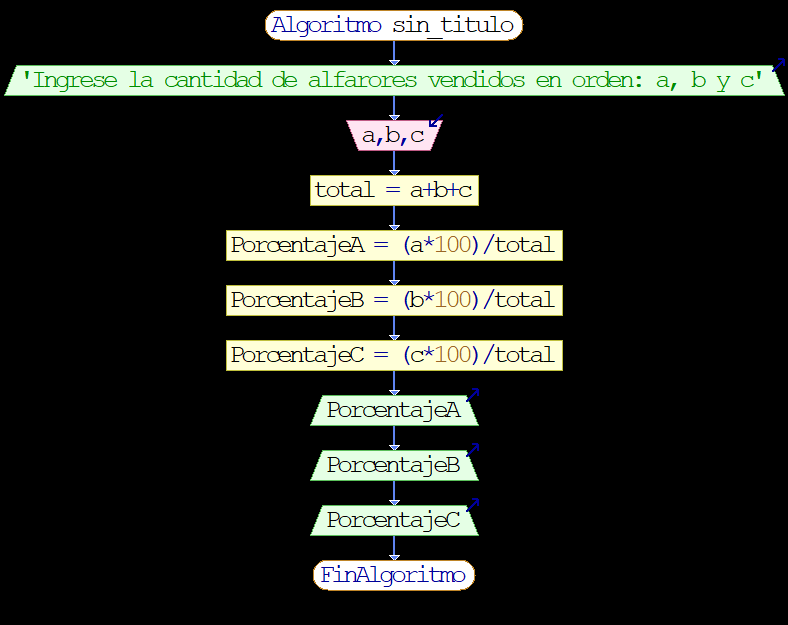 Algoritmo sin_titulo
'Ingrese la cantidad de alfarores vendidos en orden: a, b y c'
a,b,c
total = a+b+c
PorcentajeA = (a*100)/total
PorcentajeB = (b*100)/total
PorcentajeC = (c*100)/total
PorcentajeA
PorcentajeB
PorcentajeC
FinAlgoritmo